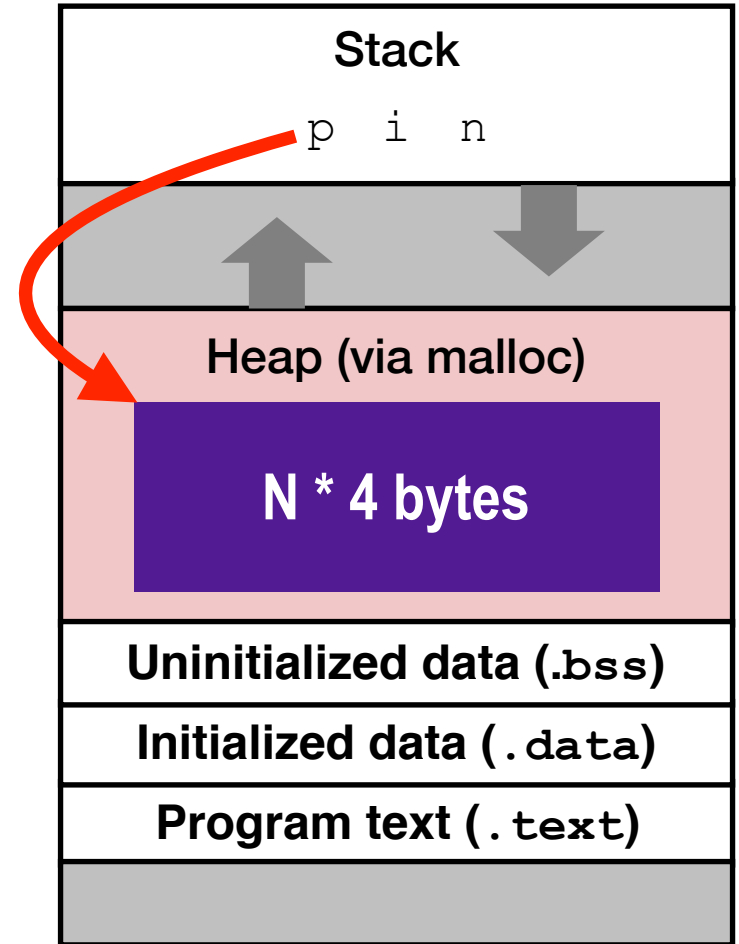 Stack
p i n
Heap (via malloc)
N * 4 bytes
Uninitialized data (.bss)
Initialized data (.data)
Program text (.text)